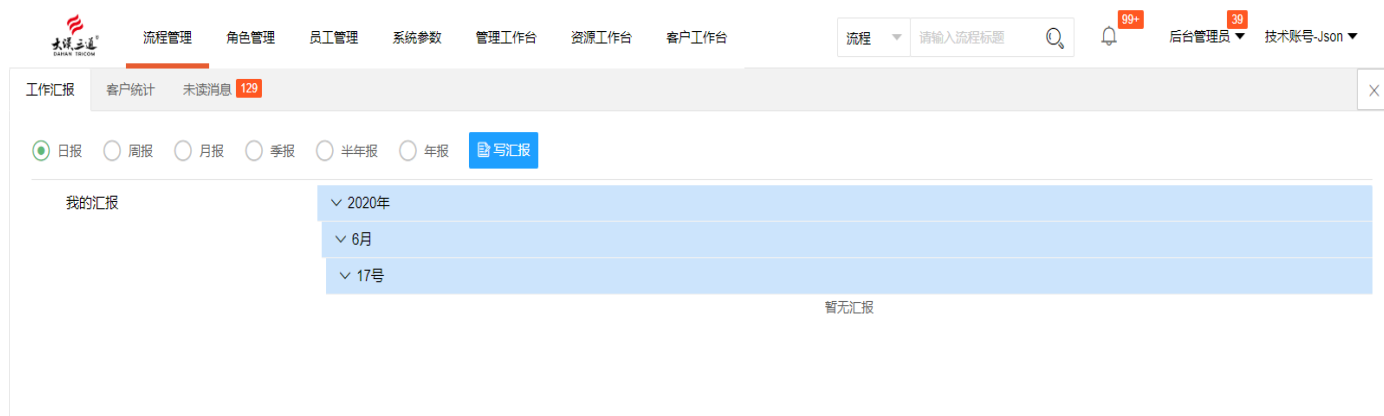 大漢三通®
DAHAN TRICOM
流程管理 角色管理 员工管理 系统参数 管理工作台 资源工作台 客户工作台 流程 请输入流程标题 99+ 39 后台管理员 技术账号-Json
工作汇报 客户统计 未读消息 129
日报 周报 月报 季报 半年报 年报 写汇报
我的汇报 2020年
6月
17号
暂无汇报